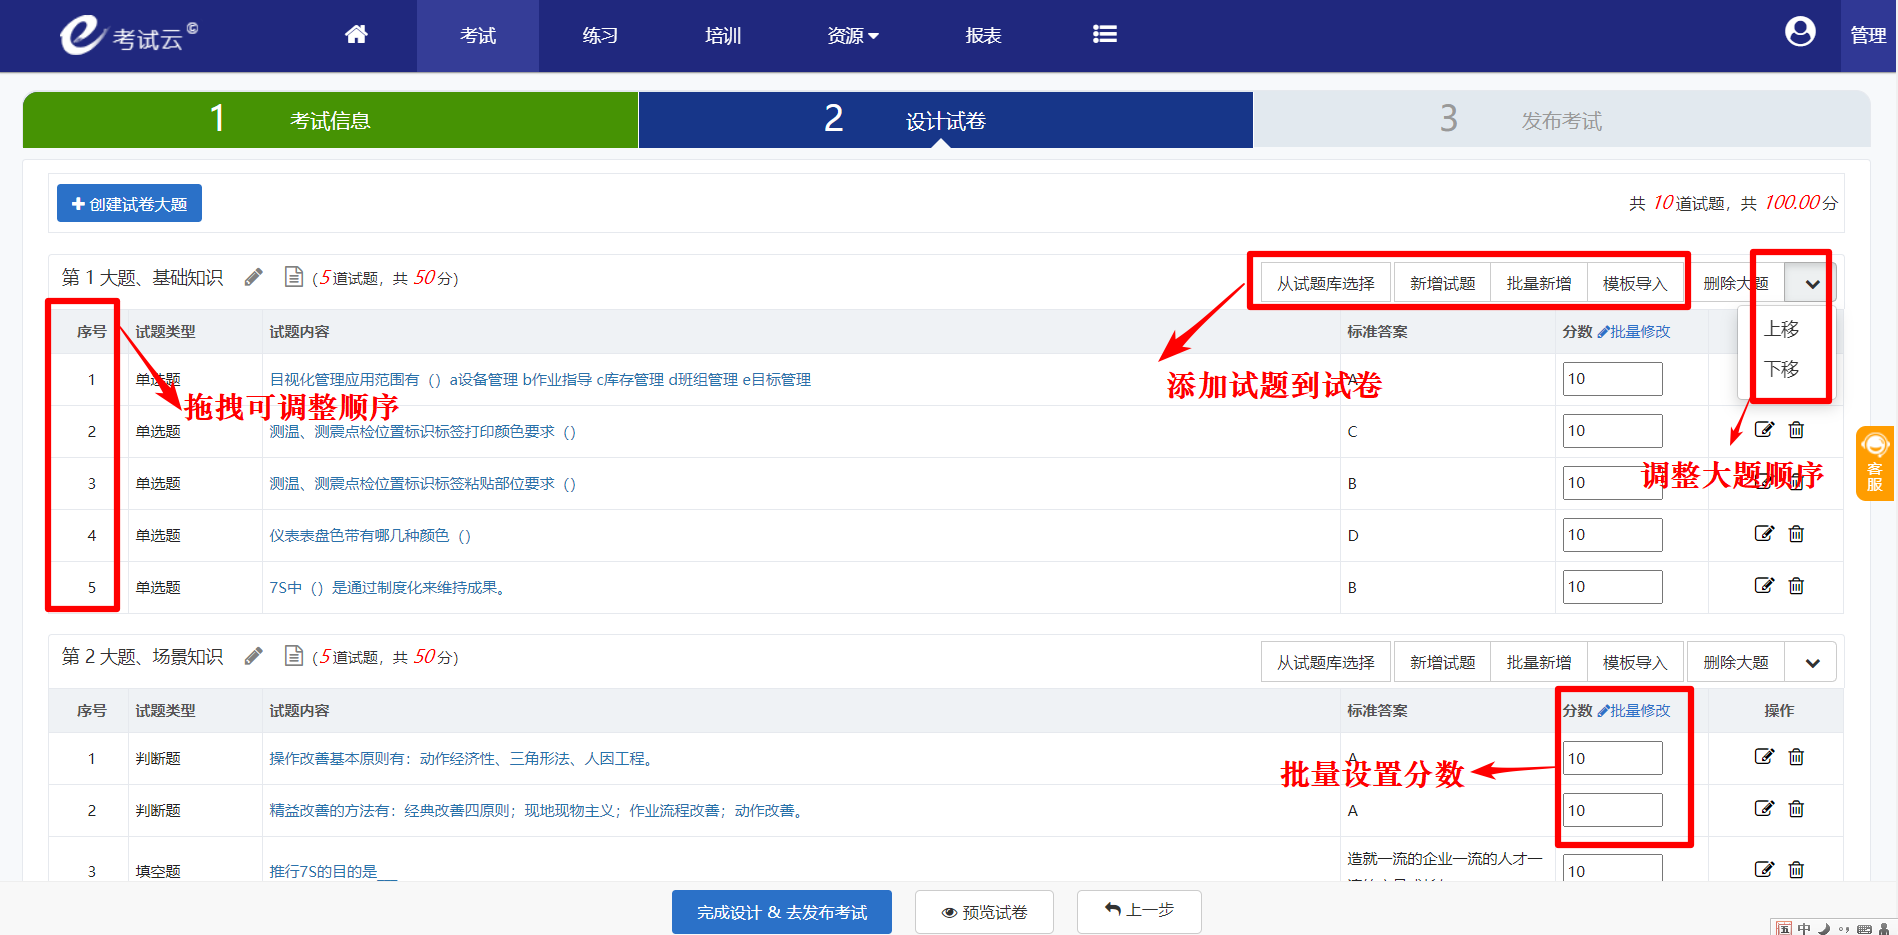 考试云© 考试 练习 培训 资源 报表 管理
1 考试信息 2 设计试卷 3 发布考试
创建试卷大题 共 10道试题，共 100.00分
第 1 大题、基础知识 (5道试题，共 50分) 从试题库选择 新增试题 批量新增 模板导入 删除大题
上移
下移
序号 试题类型 试题内容 标准答案 分数 批量修改
1 单选题 目视化管理应用范围有（）a设备管理 b作业指导 c库存管理 d班组管理 e目标管理 A 10
添加试题到试卷
拖拽可调整顺序
2 单选题 测温、测震点检位置标识标签打印颜色要求（） C 10
调整大题顺序
3 单选题 测温、测震点检位置标识标签粘贴部位要求（） B 10
4 单选题 仪表表盘色带有哪几种颜色（） D 10
5 单选题 7S中（）是通过制度化来维持成果。 B 10
客服
第 2 大题、场景知识 (5道试题，共 50分) 从试题库选择 新增试题 批量新增 模板导入 删除大题
序号 试题类型 试题内容 标准答案 分数 批量修改 操作
1 判断题 操作改善基本原则有：动作经济性、三角形法、人因工程。 A 10
批量设置分数
2 判断题 精益改善的方法有：经典改善四原则；现地现物主义；作业流程改善；动作改善。 A 10
3 填空题 推行7S的目的是__ 造就一流的企业一流的人才一 10
完成设计 & 去发布考试 预览试卷 上一步
五 中